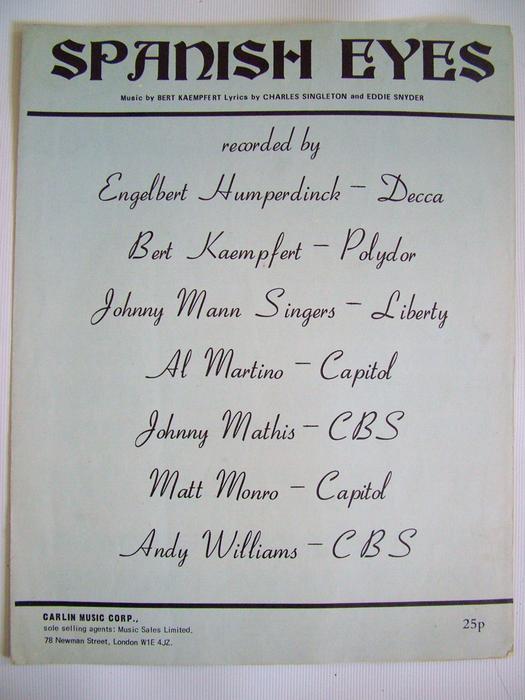 SPANISH EYES
Music by BERT KAEMPFERT Lyrics by CHARLES SINGLETON and EDDIE SNYDER
recorded by
Engelbert Humperdinck – Decca
Bert Kaempfert – Polydor
Johnny Mann Singers – Liberty
Al Martino – Capitol
Johnny Mathis – CBS
Matt Monro – Capitol
Andy Williams – CBS
CARLIN MUSIC CORP.,
sole selling agents: Music Sales Limited,
78 Newman Street, London W1E 4JZ.
25p